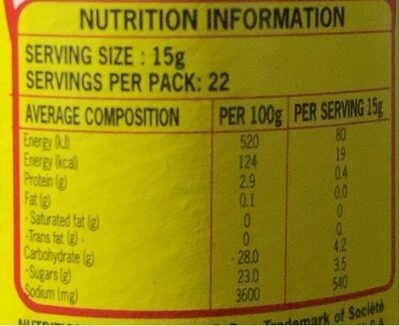 NUTRITION INFORMATION
SERVING SIZE : 15g
SERVINGS PER PACK: 22
AVERAGE COMPOSITION PER 100g PER SERVING 15g
Energy (kJ) 520 80
Energy (kcal) 124 19
Protein (g) 2.9 0.4
Fat (g) 0.1 0.0
- Saturated fat (g) 0 0
-Trans fat (g) - 0 0
Carbohydrate (g) - 28.0 4.2
-Sugars (g) 23.0 3.5
Sodium (mg) 3600 540
Trademark of Société